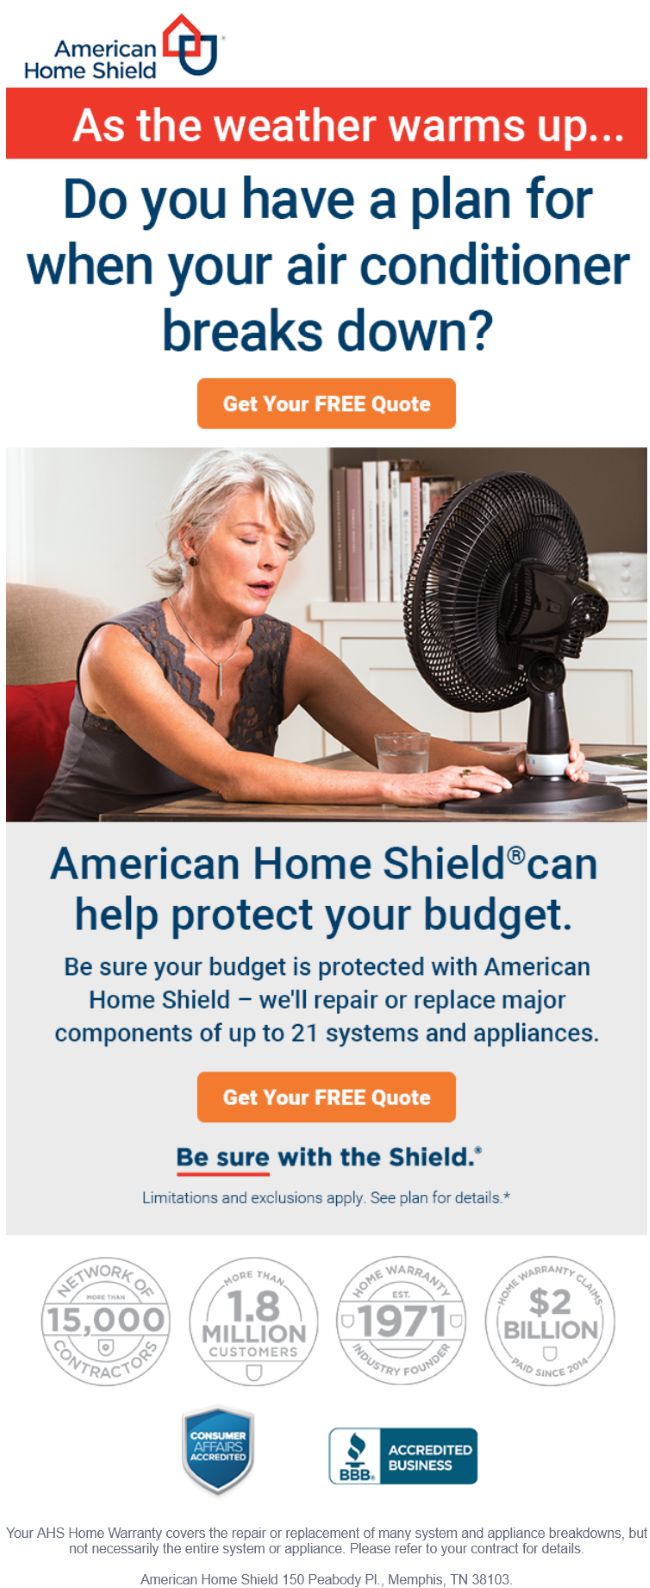 American
Home Shield
As the weather warms up...
Do you have a plan for
when your air conditioner
breaks down?
Get Your FREE Quote
American Home Shield®can
help protect your budget.
Be sure your budget is protected with American
Home Shield – we'll repair or replace major
components of up to 21 systems and appliances.
Get Your FREE Quote
Be sure with the Shield.®
Limitations and exclusions apply. See plan for details.*
NETWORK OF
MORE THAN
15,000
CONTRACTORS
MORE THAN
1.8
MILLION
CUSTOMERS
HOME WARRANTY
EST.
1971
INDUSTRY FOUNDER
HOME WARRANTY CLAIMS
$2
BILLION
PAID SINCE 2014
CONSUMER
AFFAIRS
ACCREDITED
BBB.
ACCREDITED
BUSINESS
Your AHS Home Warranty covers the repair or replacement of many system and appliance breakdowns, but
not necessarily the entire system or appliance. Please refer to your contract for details.
American Home Shield 150 Peabody Pl., Memphis, TN 38103.